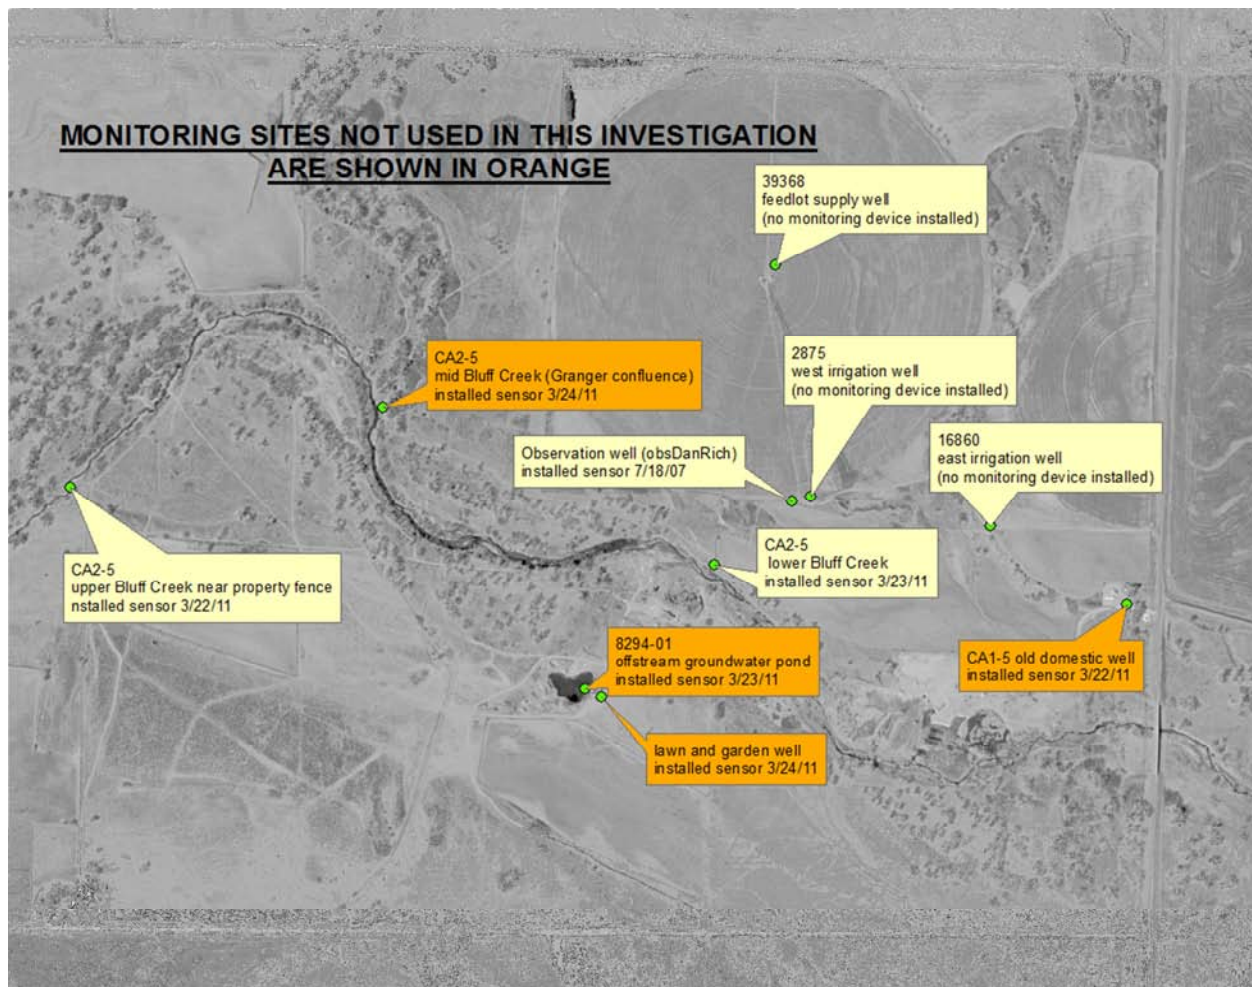 MONITORING SITES NOT USED IN THIS INVESTIGATION
ARE SHOWN IN ORANGE
39368
feedlot supply well
(no monitoring device installed)
CA2-5
mid Bluff Creek (Granger confluence)
installed sensor 3/24/11
2875
west irrigation well
(no monitoring device installed)
Observation well (obsDanRich)
installed sensor 7/18/07
16860
east irrigation well
(no monitoring device installed)
CA2-5
upper Bluff Creek near property fence
nstalled sensor 3/22/11
CA2-5
lower Bluff Creek
installed sensor 3/23/11
8294-01
offstream groundwater pond
installed sensor 3/23/11
CA1-5 old domestic well
installed sensor 3/22/11
lawn and garden well
installed sensor 3/24/11